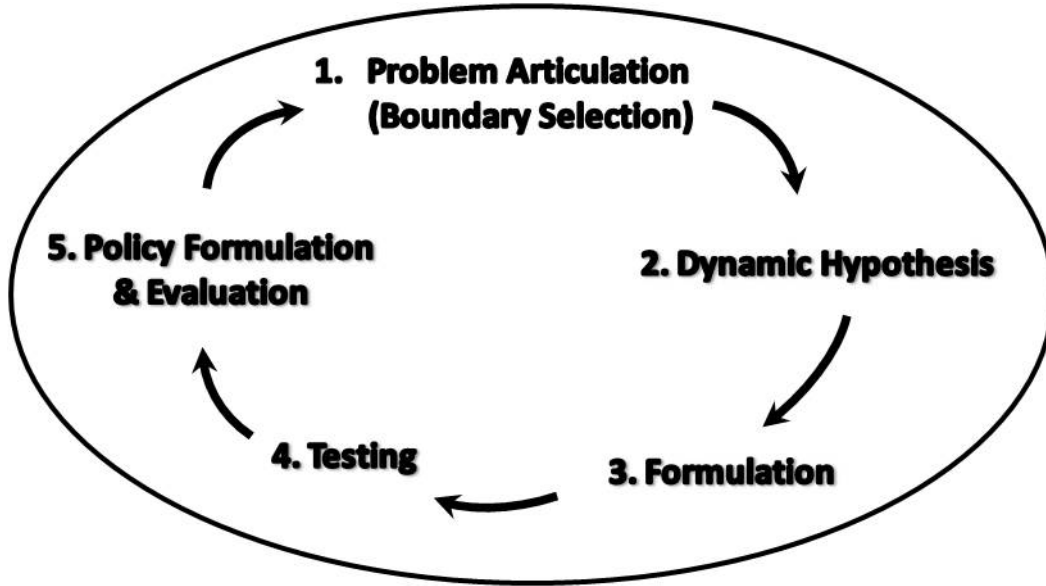 1. Problem Articulation
(Boundary Selection)
2. Dynamic Hypothesis
3. Formulation
4. Testing
5. Policy Formulation
& Evaluation